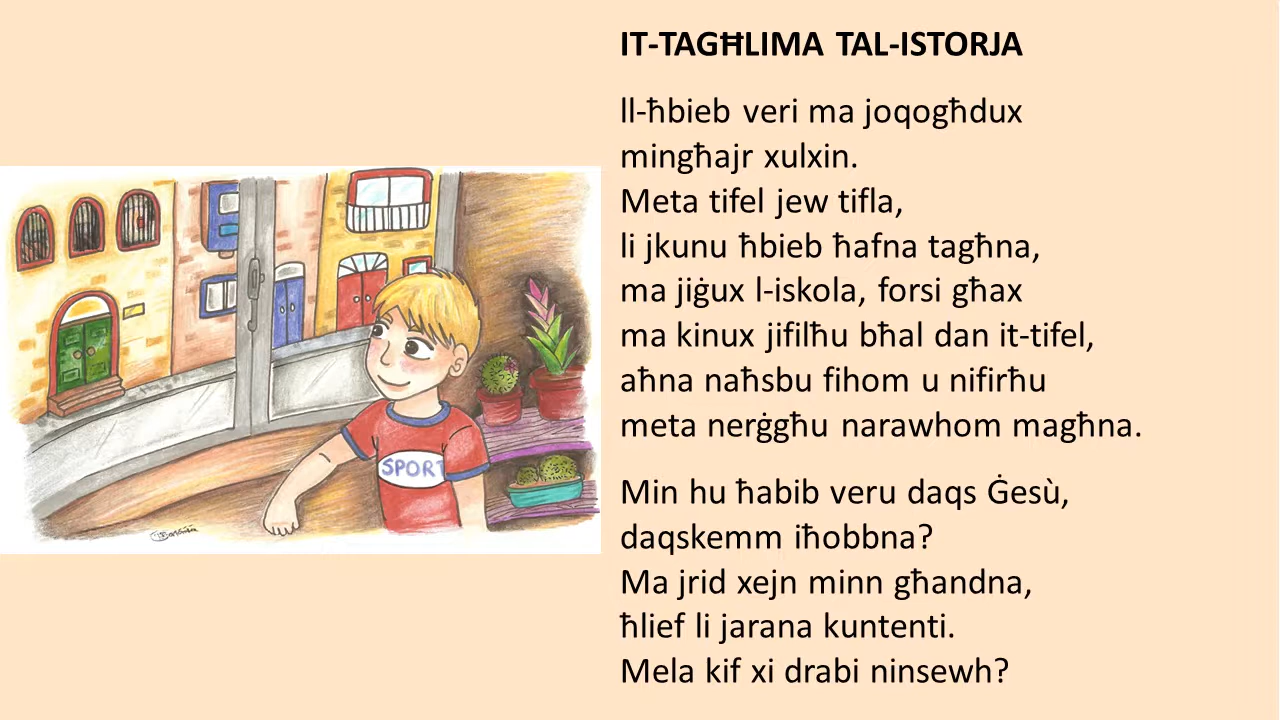 IT-TAGĦLIMA TAL-ISTORJA
Il-ħbieb veri ma joqogħdux
mingħajr xulxin.
Meta tifel jew tifla,
li jkunu ħbieb ħafna tagħna,
ma jiġux l-iskola, forsi għax
ma kinux jifilħu bħal dan it-tifel,
aħna naħsbu fihom u nifirħu
meta nerġgħu narawhom magħna.
Min hu ħabib veru daqs Ġesù,
daqskemm iħobbna?
Ma jrid xejn minn għandna,
ħlief li jarana kuntenti.
Mela kif xi drabi ninsewh?
SPORT